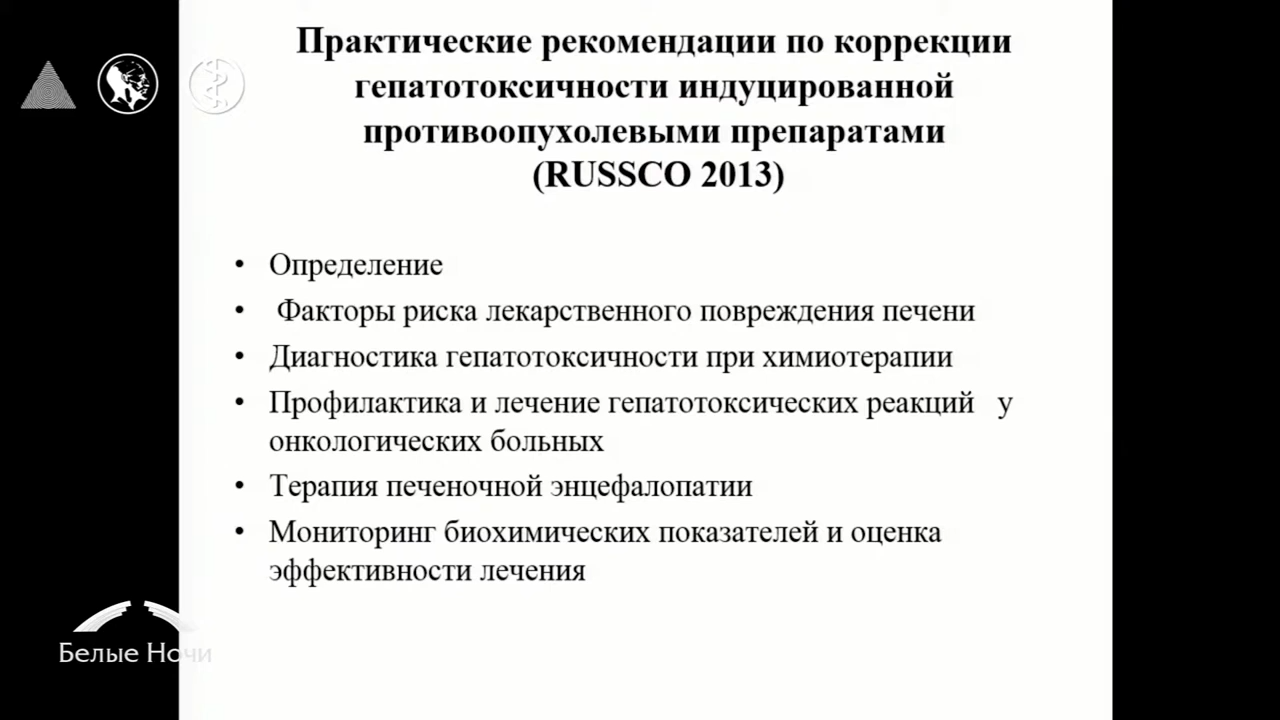 Практические рекомендации по коррекции
гепатотоксичности индуцированной
противоопухолевыми препаратами
(RUSSCO 2013)
• Определение
• Факторы риска лекарственного повреждения печени
• Диагностика гепатотоксичности при химиотерапии
• Профилактика и лечение гепатотоксических реакций у
онкологических больных
• Терапия печеночной энцефалопатии
• Мониторинг биохимических показателей и оценка
эффективности лечения
Белые Ночи